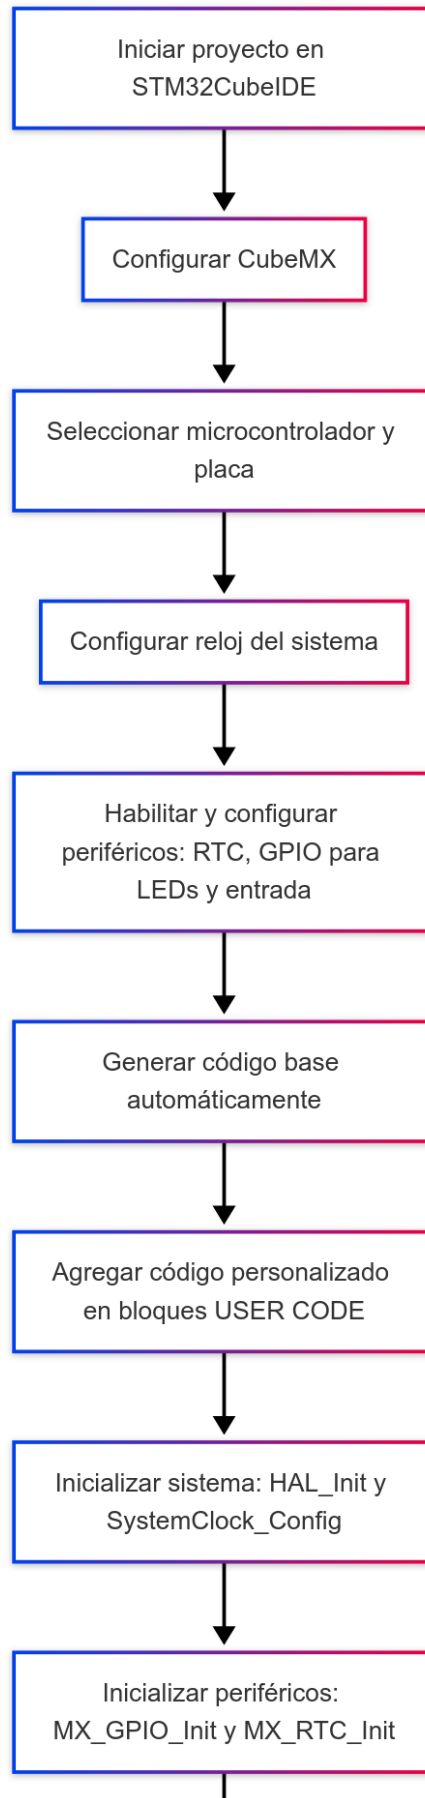 Iniciar proyecto en
STM32CubeIDE
Configurar CubeMX
Seleccionar microcontrolador y
placa
Configurar reloj del sistema
Habilitar y configurar
periféricos: RTC, GPIO para
LEDs y entrada
Generar código base
automáticamente
Agregar código personalizado
en bloques USER CODE
Inicializar sistema: HAL_Init y
SystemClock_Config
Inicializar periféricos:
MX_GPIO_Init y MX_RTC_Init